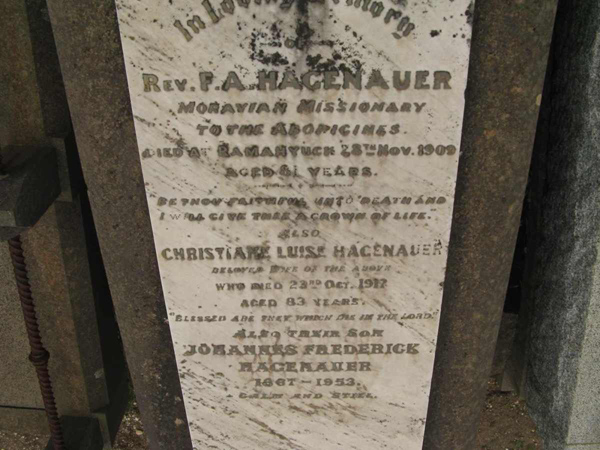 In Loving Memory
of
REV. F. A. HAGENAUER
MORAVIAN MISSIONARY
TO THE ABORIGINES.
DIED AT RAMAHYUCK 28TH NOV. 1909
AGED 81 YEARS.
"BE THOU FAITHFUL UNTO DEATH AND
I WILL GIVE THEE A CROWN OF LIFE."
ALSO
CHRISTIANE LUISE HAGENAUER
BELOVED WIFE OF THE ABOVE
WHO DIED 23RD OCT. 1917
AGED 83 YEARS.
"BLESSED ARE THEY WHICH DIE IN THE LORD."
ALSO THEIR SON
JOHANNES FREDERICK
HAGENAUER
1867-1953.
AND STILL.